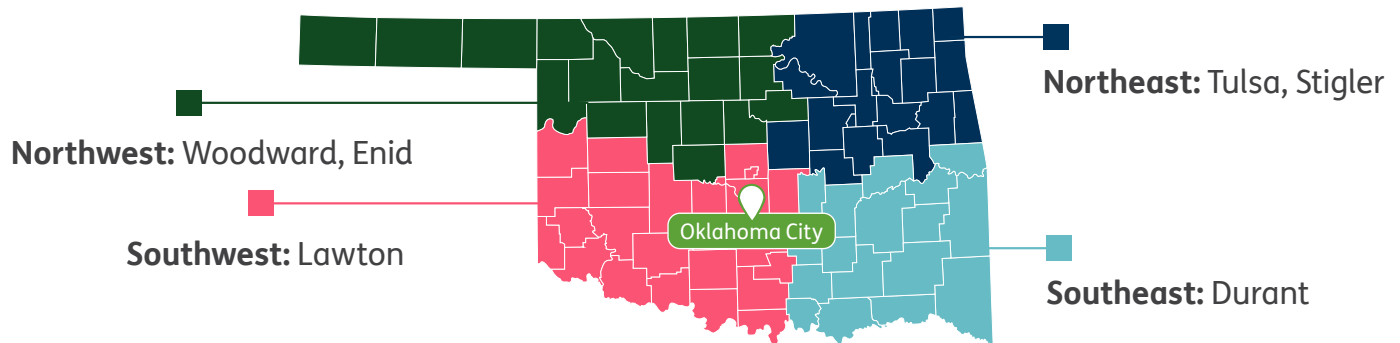 Northeast: Tulsa, Stigler
Northwest: Woodward, Enid
Oklahoma City
Southwest: Lawton
Southeast: Durant